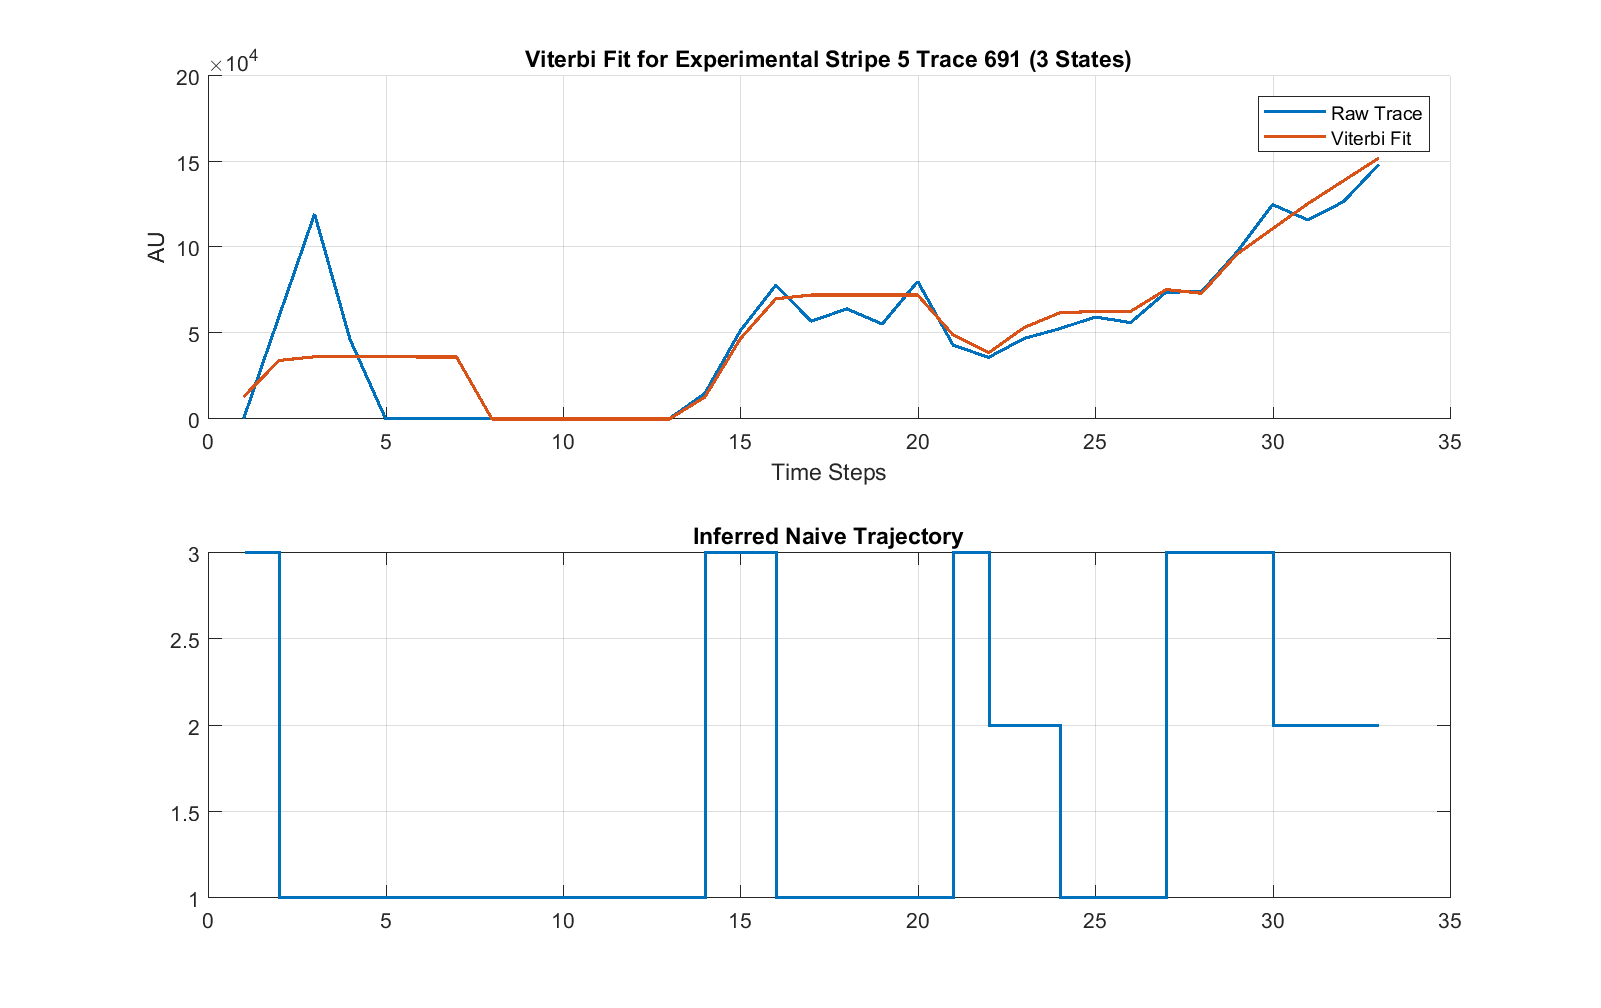 Viterbi Fit for Experimental Stripe 5 Trace 691 (3 States)
×10⁴
20
15
10
5
0
AU
Raw Trace
Viterbi Fit
0 5 10 15 20 25 30 35
Time Steps
Inferred Naive Trajectory
3
2.5
2
1.5
1
0 5 10 15 20 25 30 35